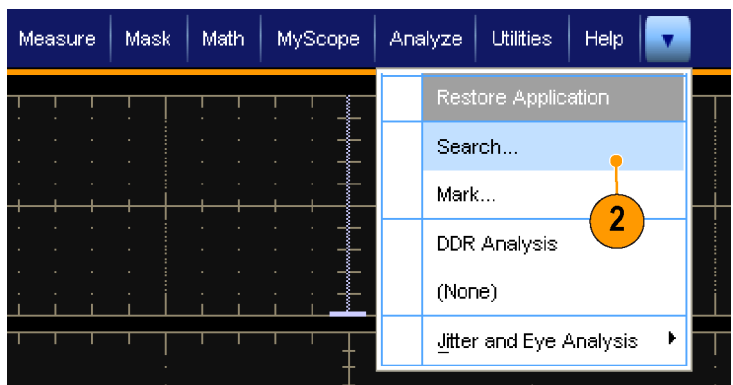 Measure Mask Math MyScope Analyze Utilities Help
Restore Application
Search...
Mark...
2
DDR Analysis
(None)
Jitter and Eye Analysis